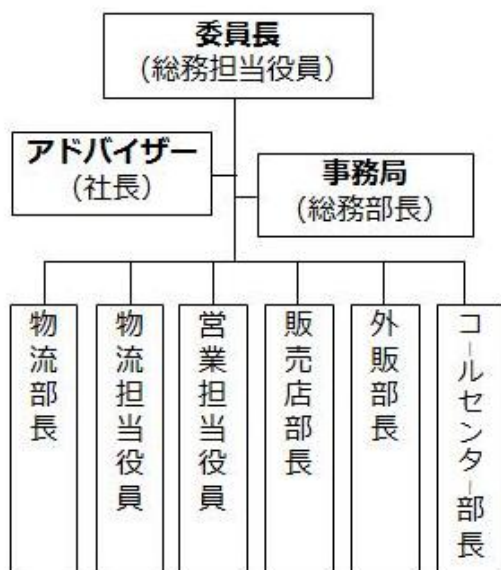 委員長
(総務担当役員)
アドバイザー
(社長)
事務局
(総務部長)
物流部長
物流担当役員
営業担当役員
販売店部長
外販部長
コールセンター部長